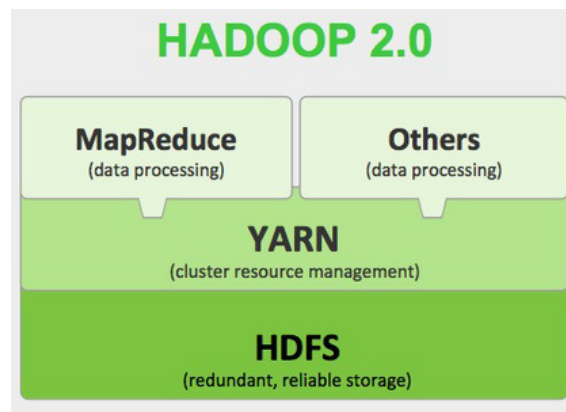 HADOOP 2.0
MapReduce
(data processing)
Others
(data processing)
YARN
(cluster resource management)
HDFS
(redundant, reliable storage)